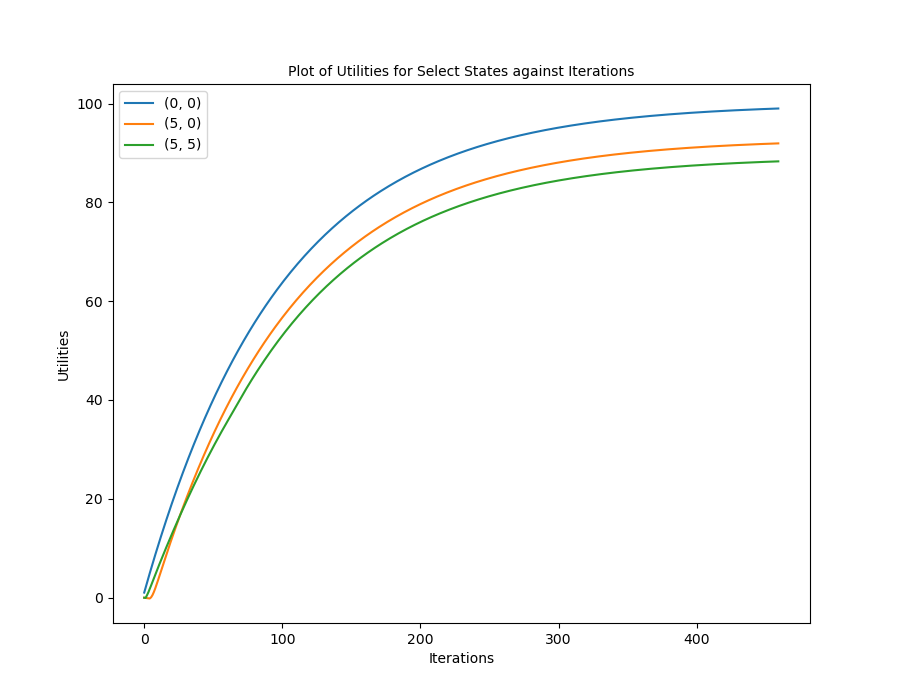 Plot of Utilities for Select States against Iterations
(0, 0)
(5, 0)
(5, 5)
100
80
60
40
20
0
Utilities
0 100 200 300 400
Iterations